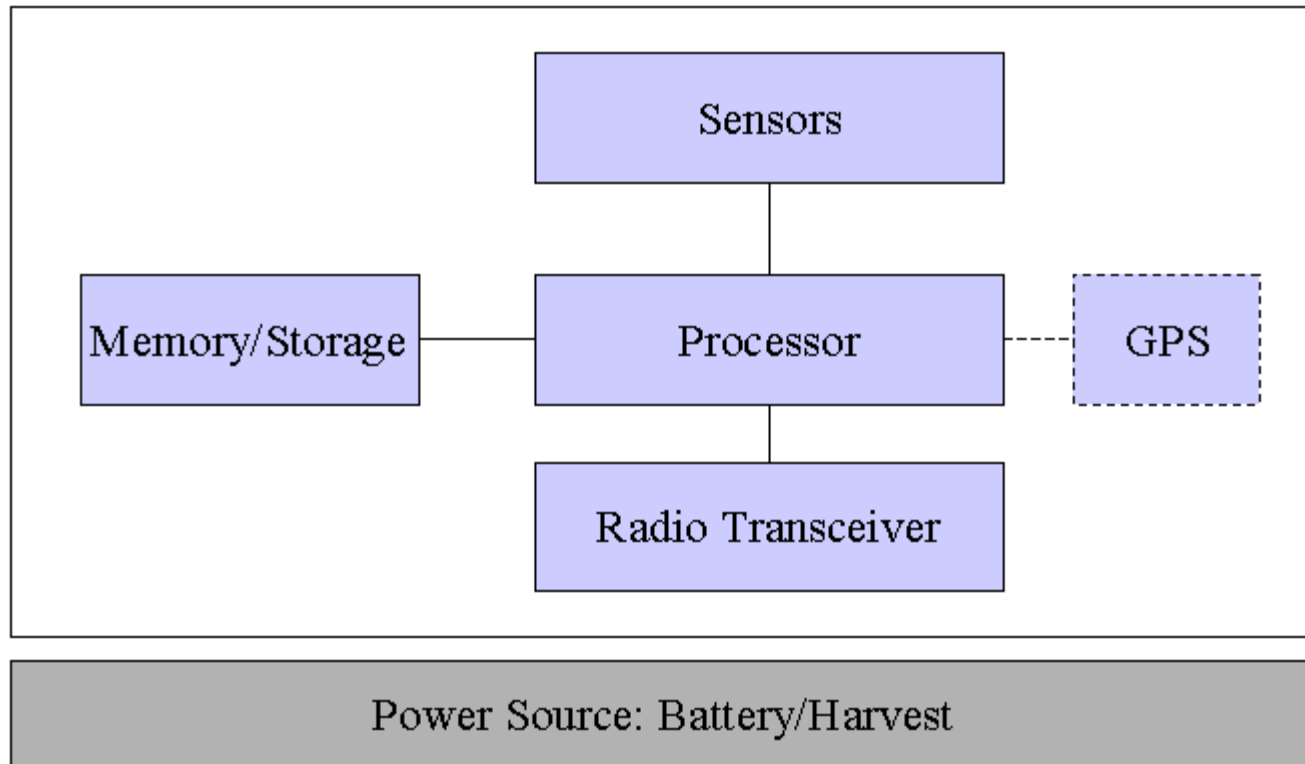 Sensors
Memory/Storage
Processor
GPS
Radio Transceiver
Power Source: Battery/Harvest